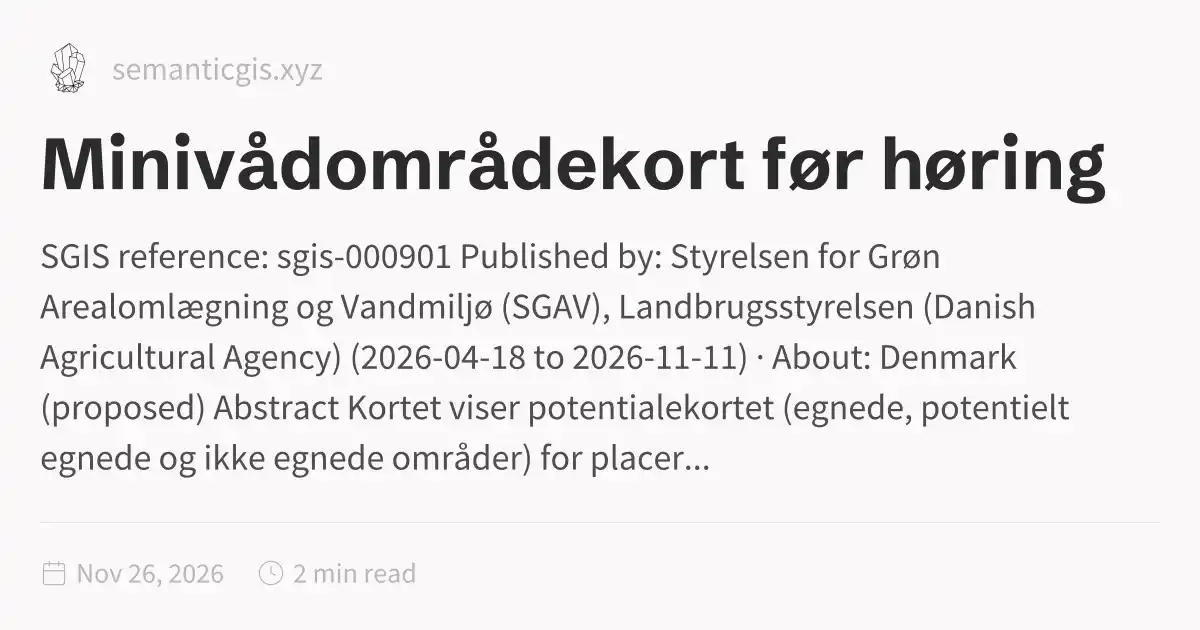 semanticgis.xyz
Minivådområdekort før høring
SGIS reference: sgis-000901 Published by: Styrelsen for Grøn
Arealomlægning og Vandmiljø (SGAV), Landbrugsstyrelsen (Danish
Agricultural Agency) (2026-04-18 to 2026-11-11) · About: Denmark
(proposed) Abstract Kortet viser potentialekortet (egnede, potentielt
egnede og ikke egnede områder) for placer...
Nov 26, 2026 2 min read